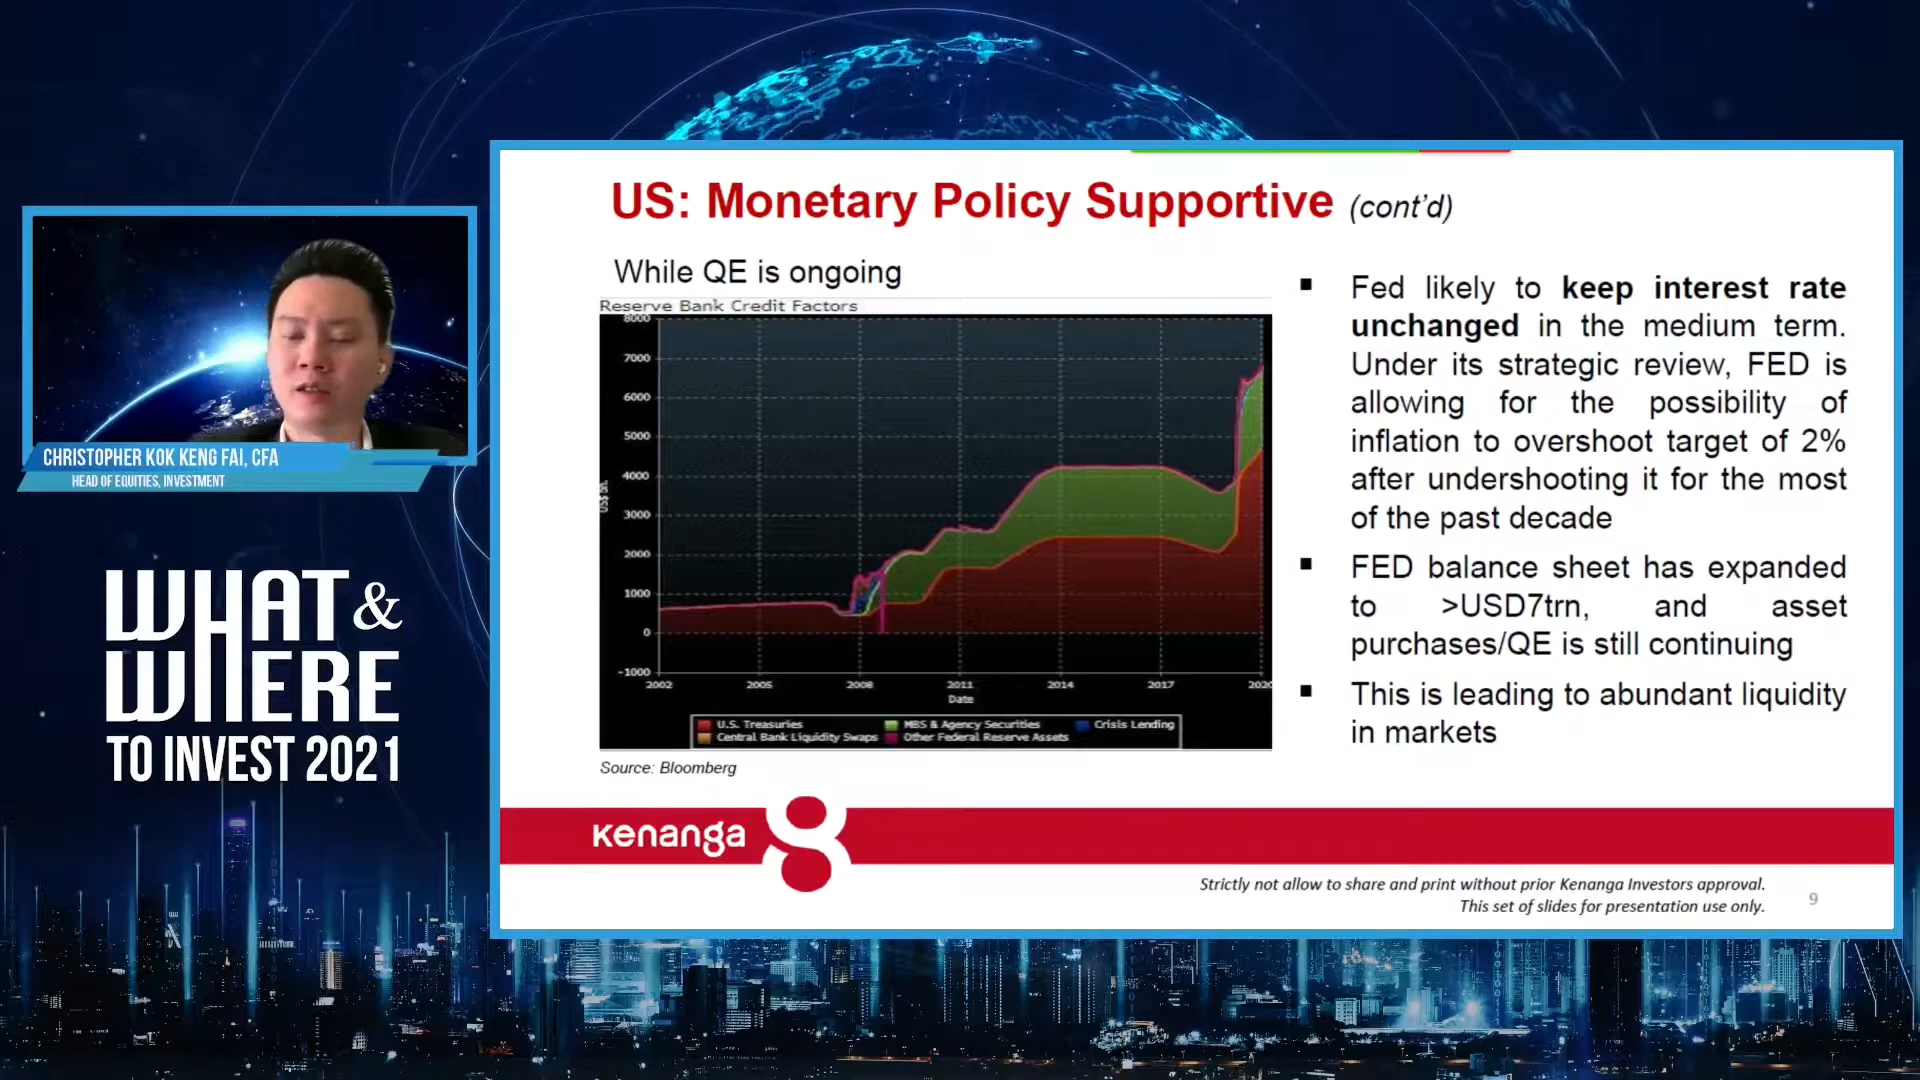 US: Monetary Policy Supportive (cont'd)
While QE is ongoing
Reserve Bank Credit Factors
8000
7000
6000
5000
4000
3000
2000
1000
0
-1000
US$ Bn.
2002 2005 2008 2011 2014 2017 2020
Date
U.S. Treasuries MBS & Agency Securities Crisis Lending
Central Bank Liquidity Swaps Other Federal Reserve Assets
Source: Bloomberg
▪ Fed likely to keep interest rate
unchanged in the medium term.
Under its strategic review, FED is
allowing for the possibility of
inflation to overshoot target of 2%
after undershooting it for the most
of the past decade
▪ FED balance sheet has expanded
to >USD7trn, and asset
purchases/QE is still continuing
▪ This is leading to abundant liquidity
in markets
kenanga
Strictly not allow to share and print without prior Kenanga Investors approval.
This set of slides for presentation use only.
9
CHRISTOPHER KOK KENG FAI, CFA
HEAD OF EQUITIES, INVESTMENT
WHAT &
WHERE
TO INVEST 2021